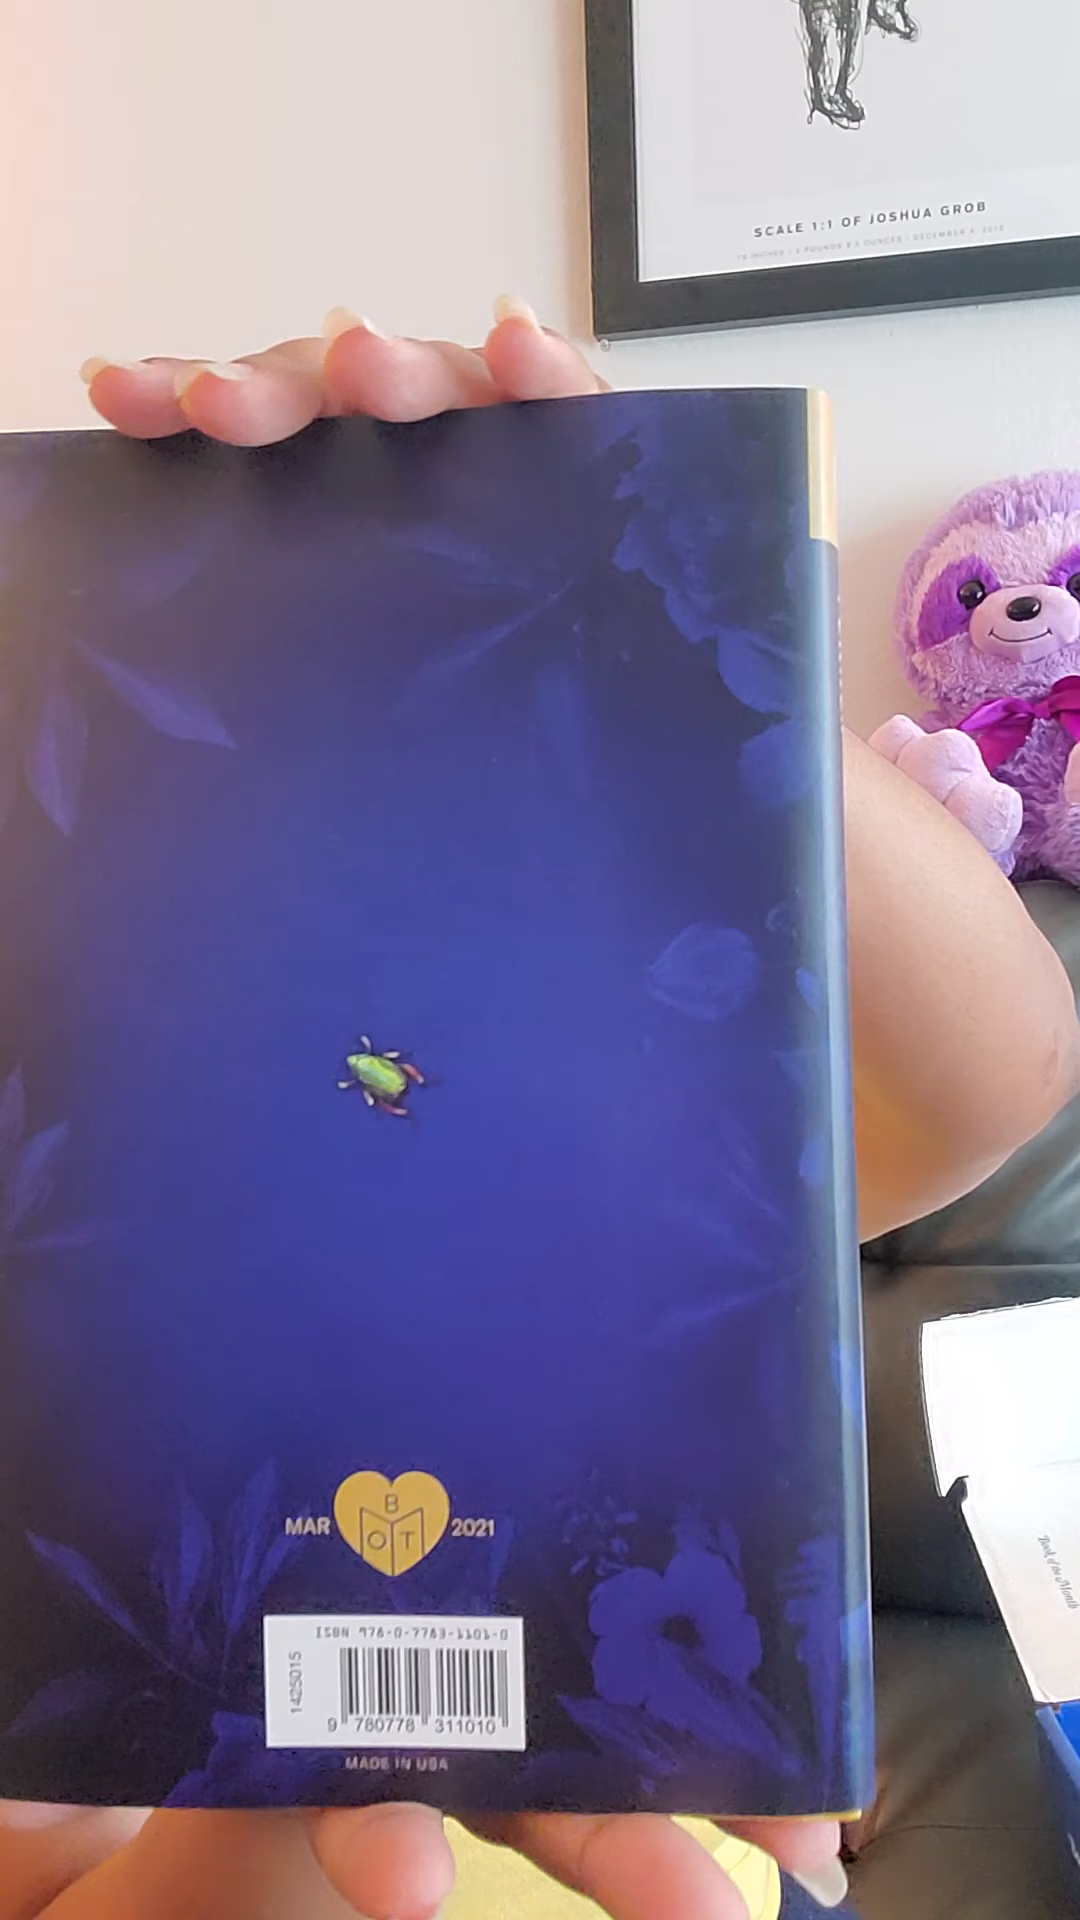 SCALE 1:1 OF JOSHUA GROB
MAR
B
O T
2021
ISBN 978-0-7783-1101-0
1425015
9 780778 311010
MADE IN USA
Book of the Month